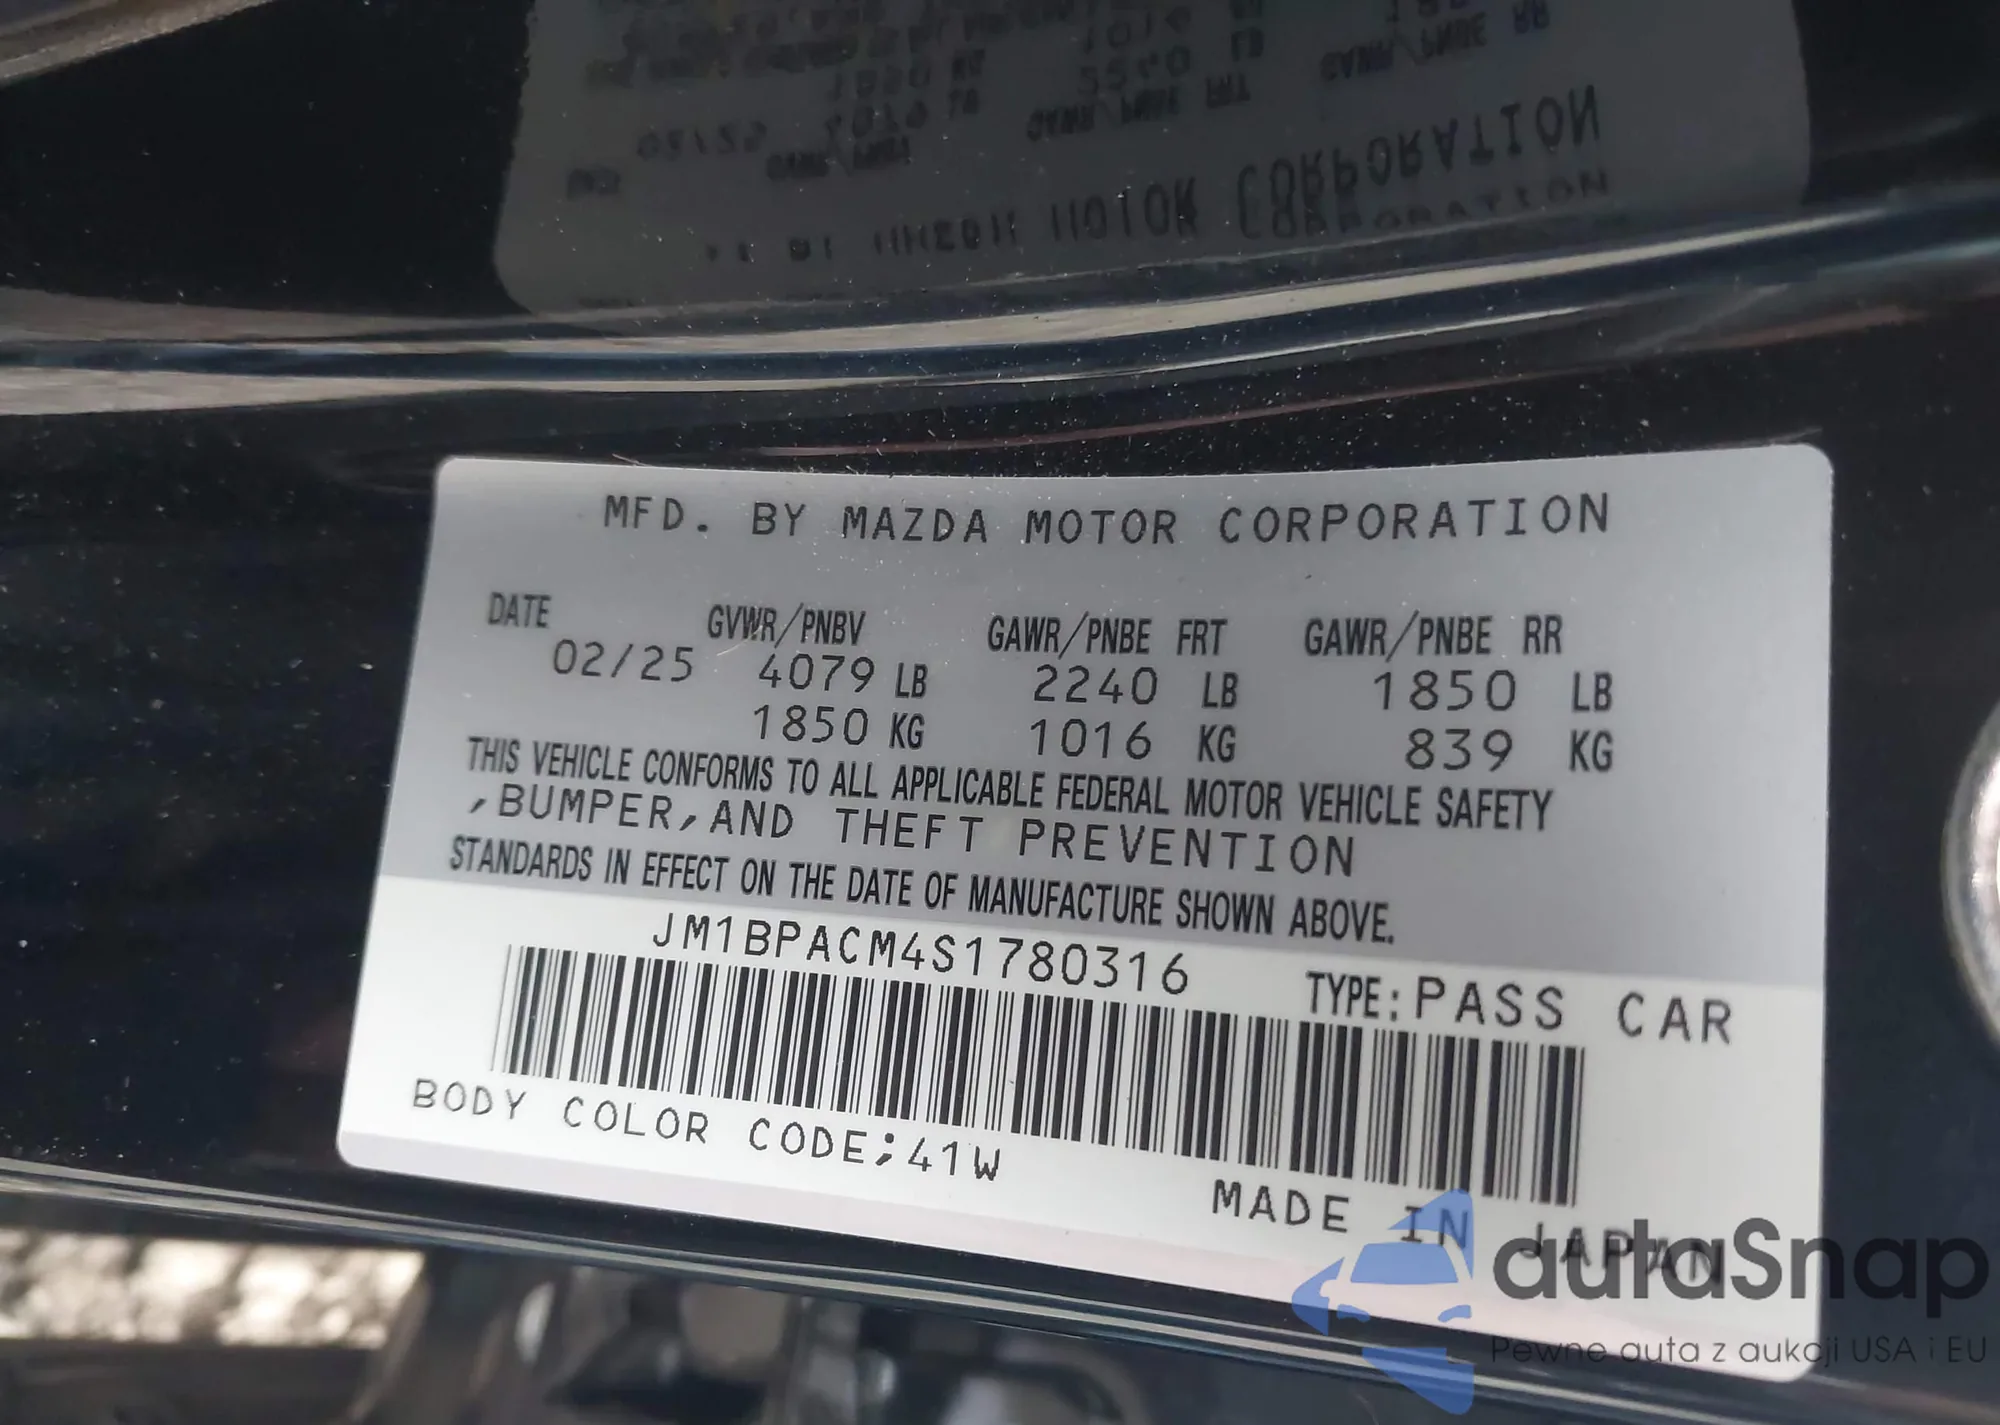 MFD. BY MAZDA MOTOR CORPORATION
DATE GVWR/PNBV GAWR/PNBE FRT GAWR/PNBE RR
02/25 4079 LB 2240 LB 1850 LB
1850 KG 1016 KG 839 KG
THIS VEHICLE CONFORMS TO ALL APPLICABLE FEDERAL MOTOR VEHICLE SAFETY
,BUMPER,AND THEFT PREVENTION
STANDARDS IN EFFECT ON THE DATE OF MANUFACTURE SHOWN ABOVE.
JM1BPACM4S1780316 TYPE:PASS CAR
BODY COLOR CODE;41W
MADE IN JAPAN
autaSnap
Pewne auta z aukcji USA i EU